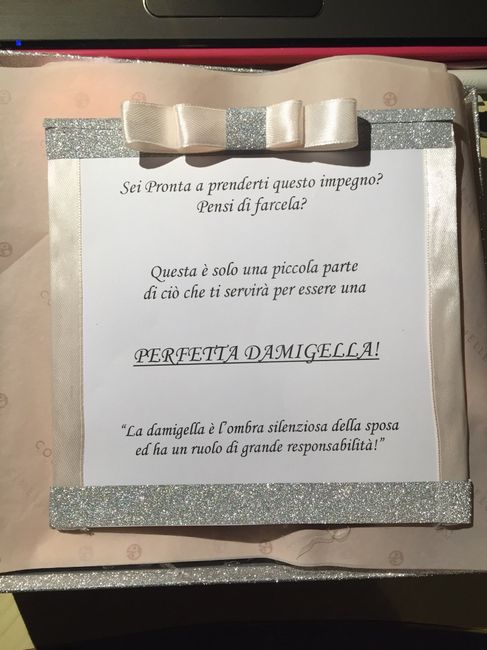 Sei Pronta a prenderti questo impegno?
Pensi di farcela?
Questa è solo una piccola parte
di ciò che ti servirà per essere una
PERFETTA DAMIGELLA!
“La damigella è l'ombra silenziosa della sposa
ed ha un ruolo di grande responsabilità!”